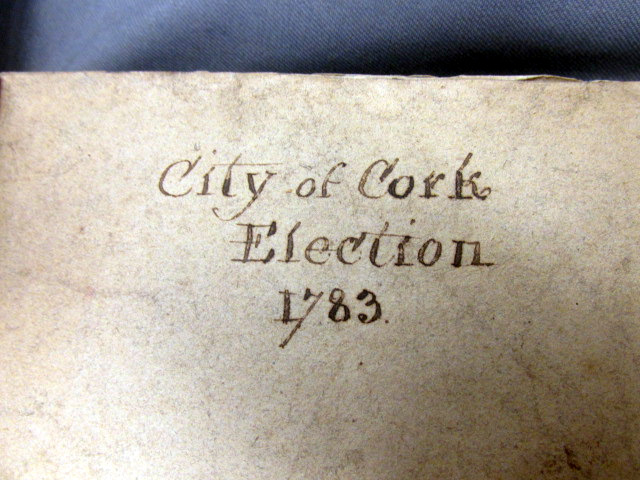 City of Cork
Election
1783.